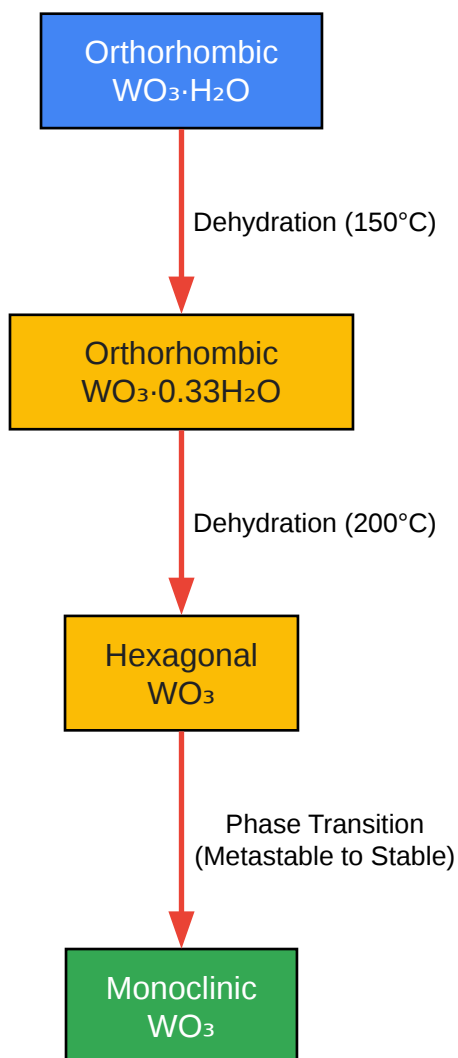 Orthorhombic
WO₃·H₂O
Dehydration (150°C)
Orthorhombic
WO₃·0.33H₂O
Dehydration (200°C)
Hexagonal
WO₃
Phase Transition
(Metastable to Stable)
Monoclinic
WO₃